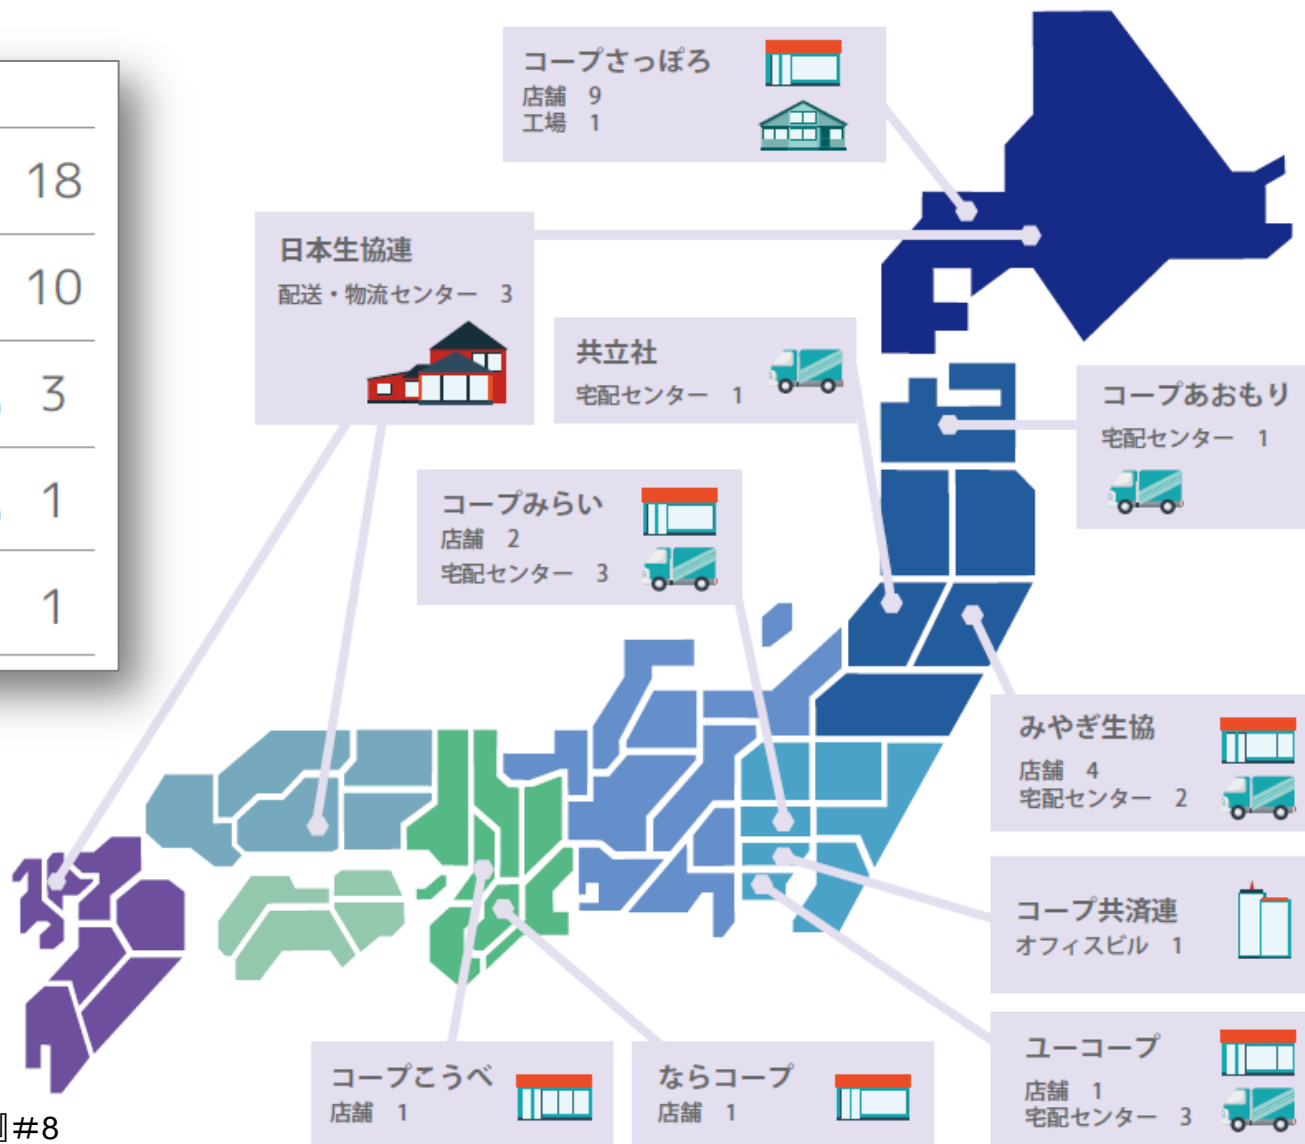 18
10
3
1
1
コープさっぽろ
店舗 9
工場 1
日本生協連
配送・物流センター 3
共立社
宅配センター 1
コープあおもり
宅配センター 1
コープみらい
店舗 2
宅配センター 3
みやぎ生協
店舗 4
宅配センター 2
コープ共済連
オフィスビル 1
ユーコープ
店舗 1
宅配センター 3
コープこうべ
店舗 1
ならコープ
店舗 1
#8